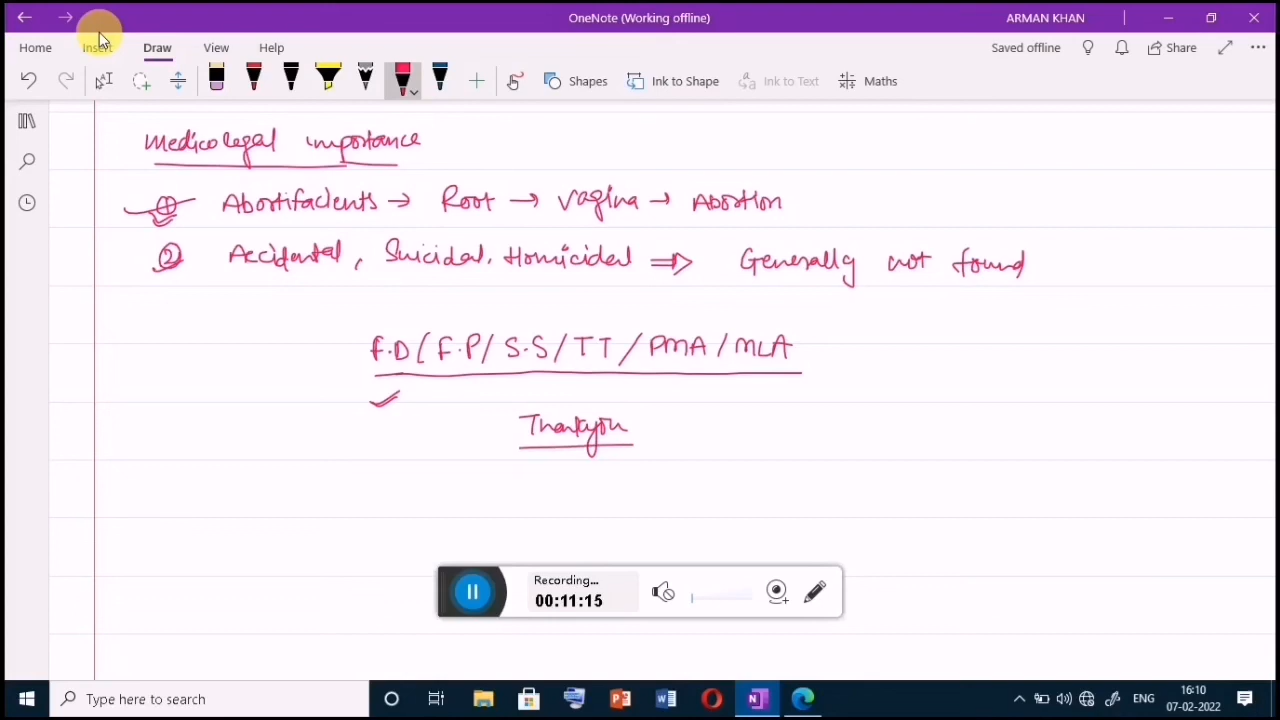 OneNote (Working offline)
ARMAN KHAN
Home Insert Draw View Help
Saved offline
Share
Shapes
Ink to Shape
Ink to Text
Maths
Medicolegal importance
① Abortifacients → Root → vagina → Abortion
② Accidental, Suicidal, Homicidal ⇒ Generally not found
F.D / F.P / S.S / TT / PMA / MLA
Thankyou
Recording...
00:11:15
Type here to search
ENG
16:10
07-02-2022